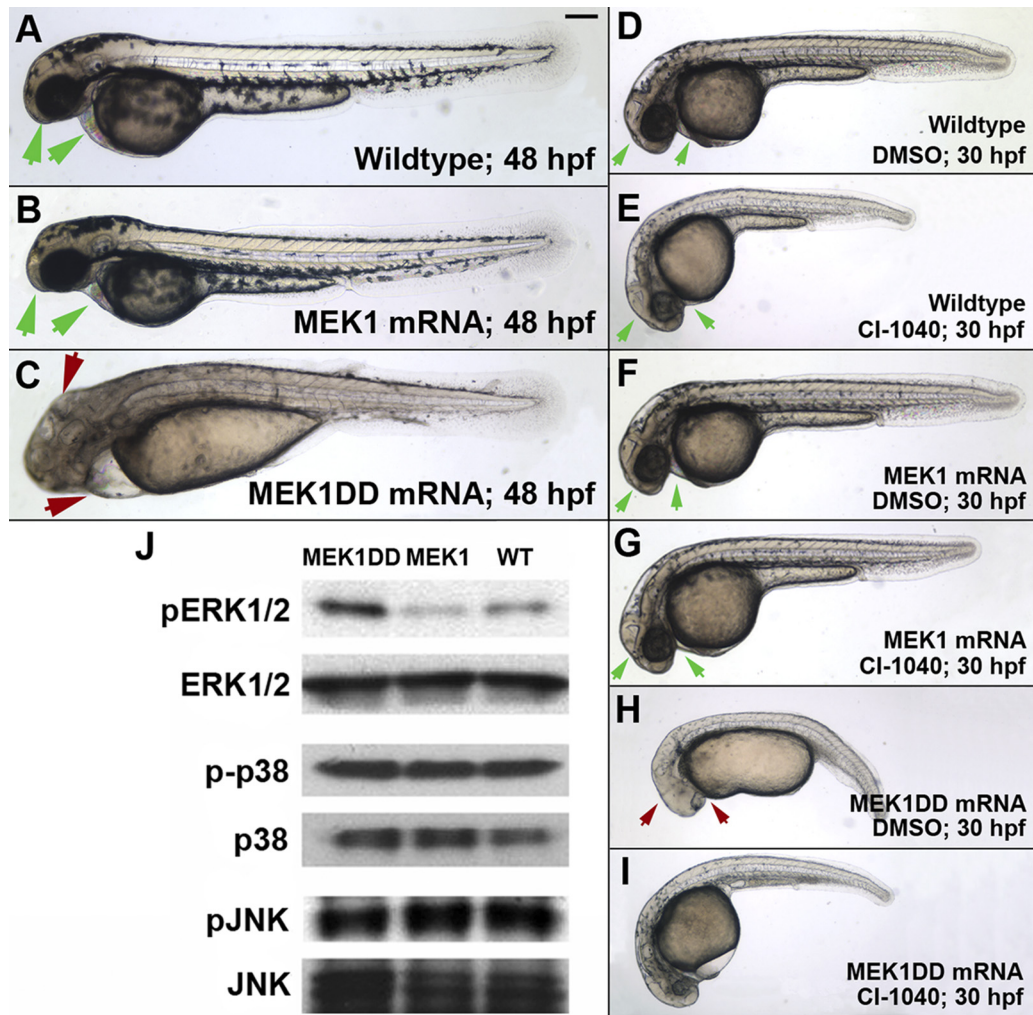 A
Wildtype; 48 hpf
B
MEK1 mRNA; 48 hpf
C
MEK1DD mRNA; 48 hpf
D
Wildtype
DMSO; 30 hpf
E
Wildtype
CI-1040; 30 hpf
F
MEK1 mRNA
DMSO; 30 hpf
G
MEK1 mRNA
CI-1040; 30 hpf
H
MEK1DD mRNA
DMSO; 30 hpf
I
MEK1DD mRNA
CI-1040; 30 hpf
J
MEK1DD MEK1 WT
pERK1/2
ERK1/2
p-p38
p38
pJNK
JNK